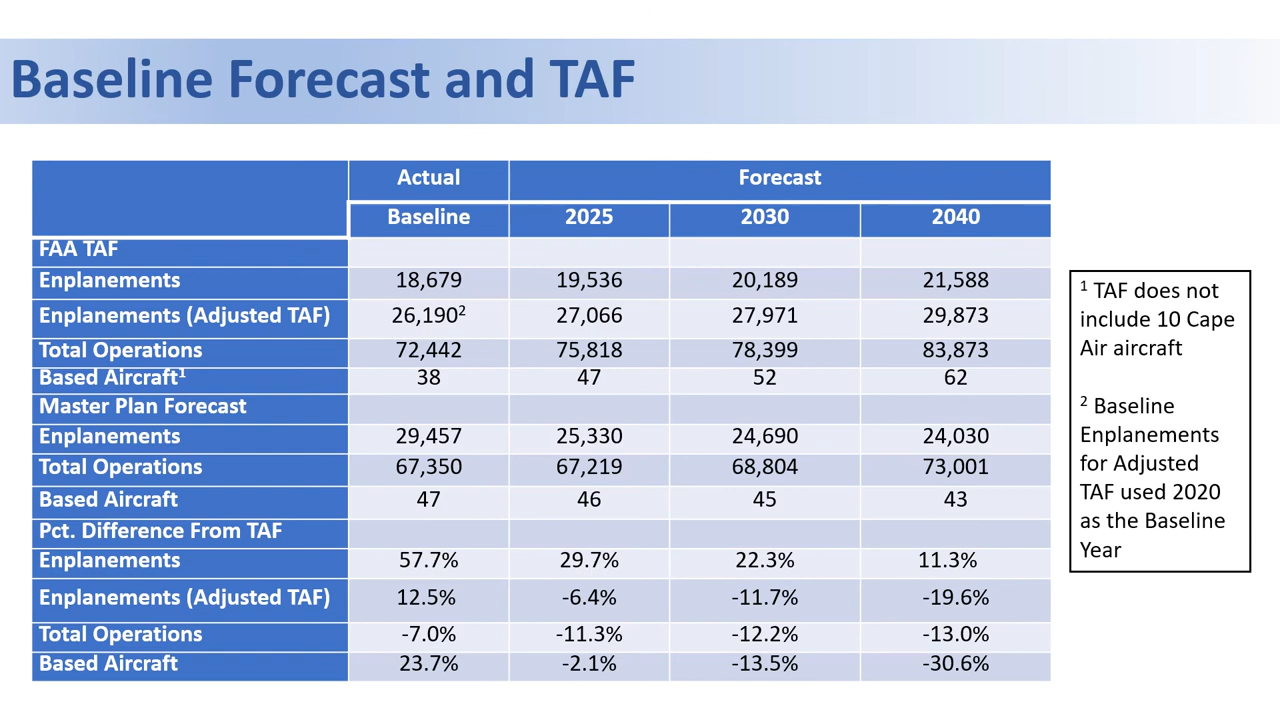 Baseline Forecast and TAF
Actual Forecast
Baseline 2025 2030 2040
FAA TAF
Enplanements 18,679 19,536 20,189 21,588
Enplanements (Adjusted TAF) 26,190² 27,066 27,971 29,873
Total Operations 72,442 75,818 78,399 83,873
Based Aircraft¹ 38 47 52 62
Master Plan Forecast
Enplanements 29,457 25,330 24,690 24,030
Total Operations 67,350 67,219 68,804 73,001
Based Aircraft 47 46 45 43
Pct. Difference From TAF
Enplanements 57.7% 29.7% 22.3% 11.3%
Enplanements (Adjusted TAF) 12.5% -6.4% -11.7% -19.6%
Total Operations -7.0% -11.3% -12.2% -13.0%
Based Aircraft 23.7% -2.1% -13.5% -30.6%
¹ TAF does not
include 10 Cape
Air aircraft
² Baseline
Enplanements
for Adjusted
TAF used 2020
as the Baseline
Year